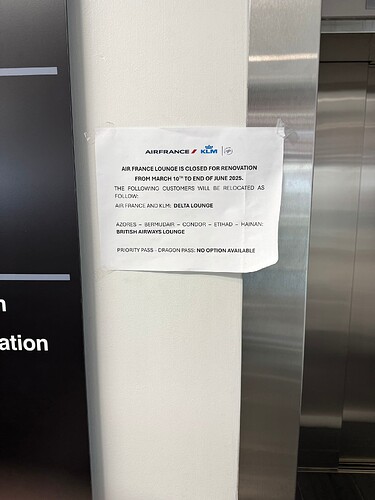 AIRFRANCE KLM
AIR FRANCE LOUNGE IS CLOSED FOR RENOVATION
FROM MARCH 10TH TO END OF JUNE 2025.
THE FOLLOWING CUSTOMERS WILL BE RELOCATED AS
FOLLOW:
AIR FRANCE AND KLM: DELTA LOUNGE
AZORES – BERMUDAIR – CONDOR – ETIHAD – HAINAN:
BRITISH AIRWAYS LOUNGE
PRIORITY PASS - DRAGON PASS: NO OPTION AVAILABLE
n
ation